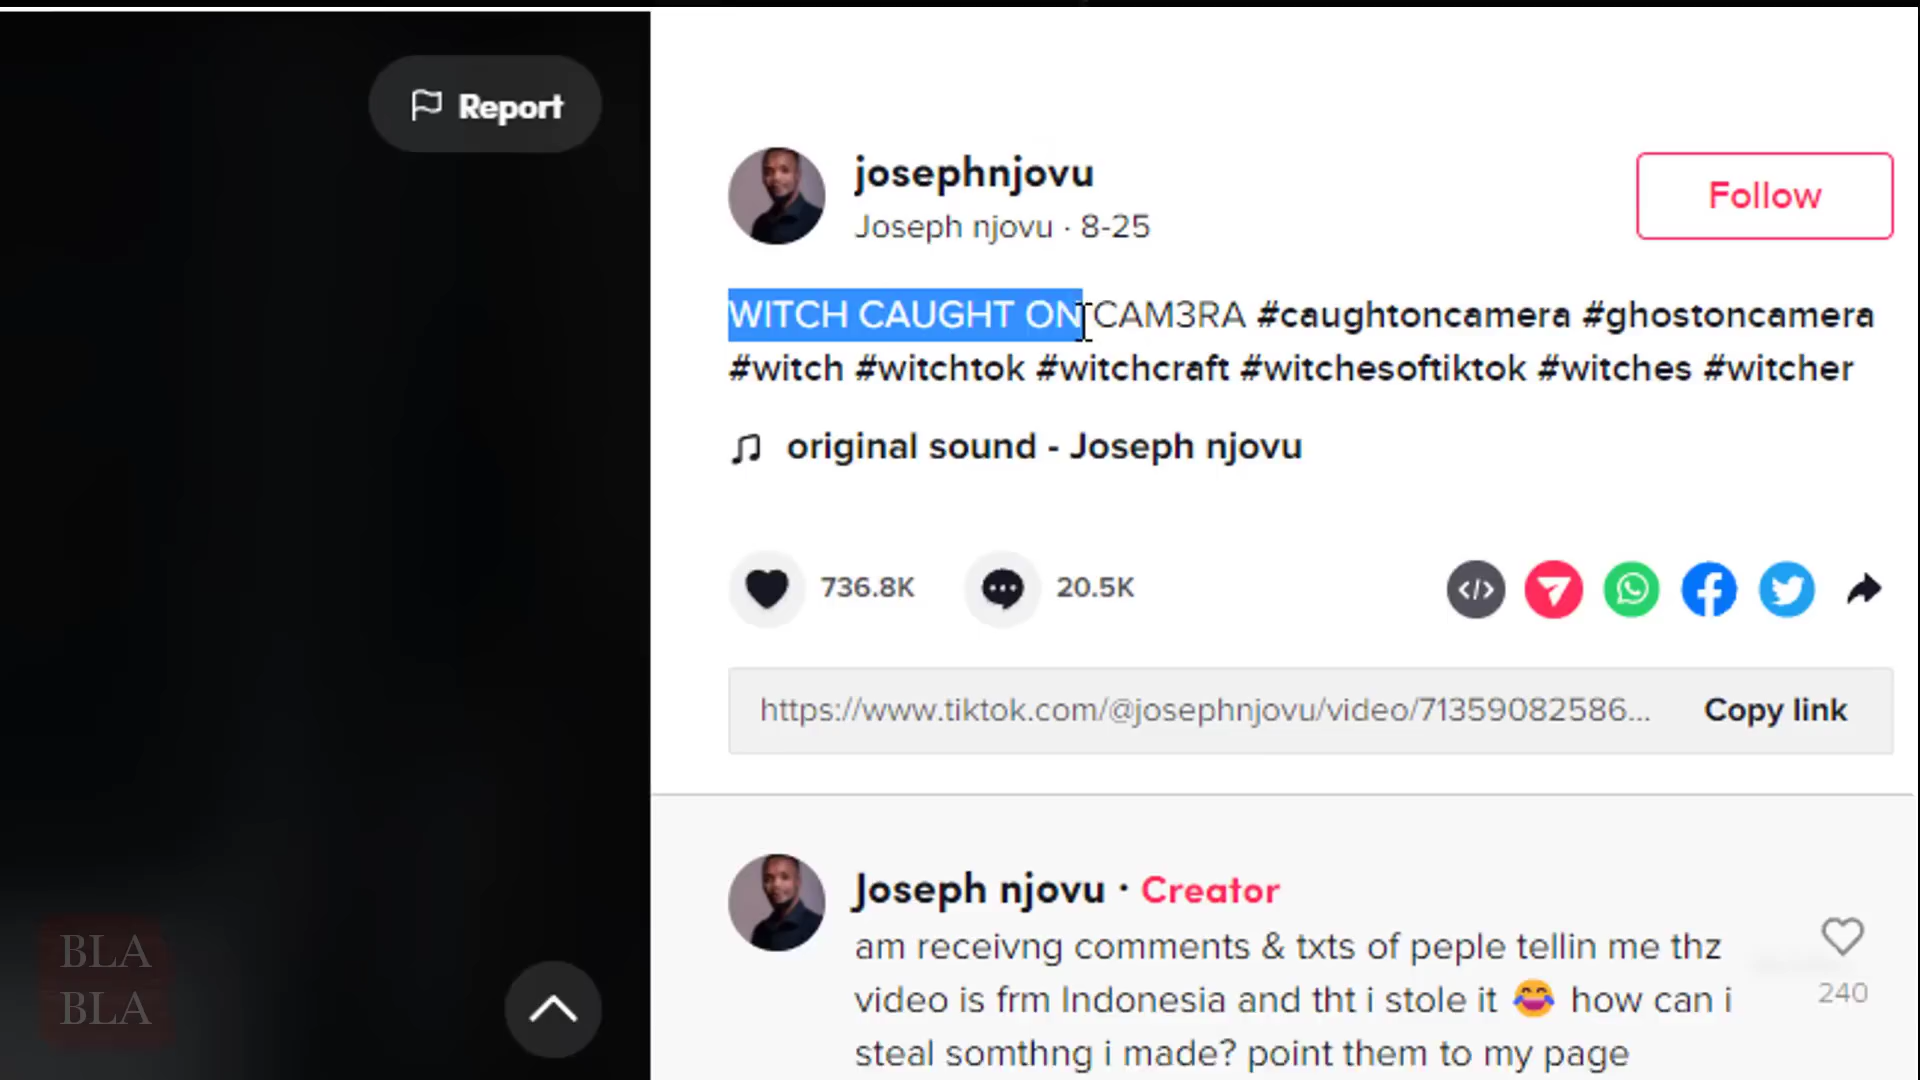 Report
josephnjovu
Joseph njovu · 8-25
Follow
WITCH CAUGHT ON CAM3RA #caughtoncamera #ghostoncamera
#witch #witchtok #witchcraft #witchesoftiktok #witches #witcher
original sound - Joseph njovu
736.8K
20.5K
https://www.tiktok.com/@josephnjovu/video/71359082586...
Copy link
Joseph njovu · Creator
am receivng comments & txts of peple tellin me thz
video is frm Indonesia and tht i stole it 😂 how can i
steal somthng i made? point them to my page
240
BLA
BLA